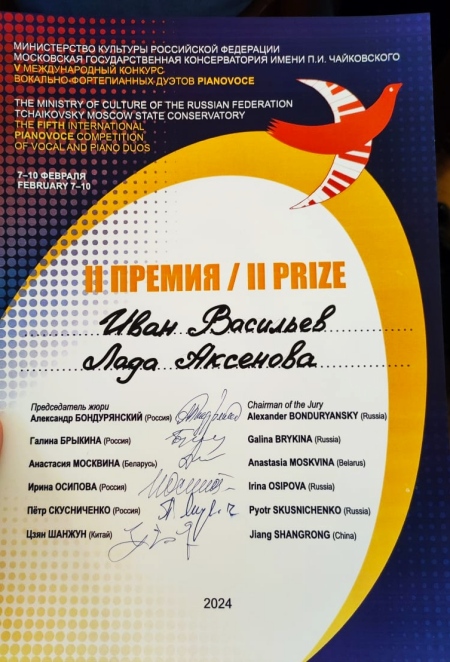 МИНИСТЕРСТВО КУЛЬТУРЫ РОССИЙСКОЙ ФЕДЕРАЦИИ
МОСКОВСКАЯ ГОСУДАРСТВЕННАЯ КОНСЕРВАТОРИЯ ИМЕНИ П.И. ЧАЙКОВСКОГО
V МЕЖДУНАРОДНЫЙ КОНКУРС
ВОКАЛЬНО-ФОРТЕПИАННЫХ ДУЭТОВ PIANOVOCE
THE MINISTRY OF CULTURE OF THE RUSSIAN FEDERATION
TCHAIKOVSKY MOSCOW STATE CONSERVATORY
THE FIFTH INTERNATIONAL
PIANOVOCE COMPETITION
OF VOCAL AND PIANO DUOS
7–10 ФЕВРАЛЯ
FEBRUARY 7–10
II ПРЕМИЯ / II PRIZE
Иван Васильев
Лада Аксенова
Председатель жюри Chairman of the Jury
Александр БОНДУРЯНСКИЙ (Россия) Alexander BONDURYANSKY (Russia)
Галина БРЫКИНА (Россия) Galina BRYKINA (Russia)
Анастасия МОСКВИНА (Беларусь) Anastasia MOSKVINA (Belarus)
Ирина ОСИПОВА (Россия) Irina OSIPOVA (Russia)
Пётр СКУСНИЧЕНКО (Россия) Pyotr SKUSNICHENKO (Russia)
Цзян ШАНЖУН (Китай) Jiang SHANGRONG (China)
2024